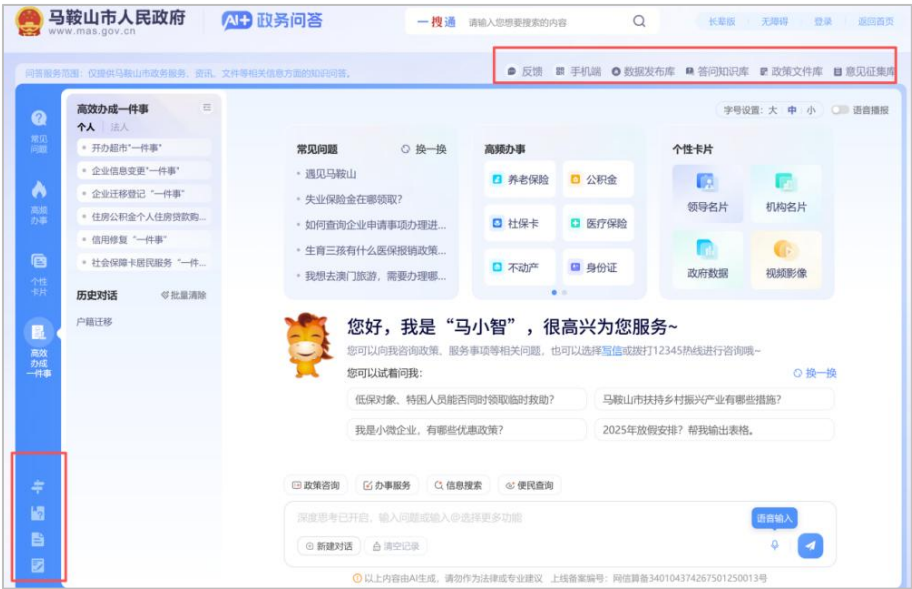 马鞍山市人民政府
www.mas.gov.cn
AI+ 政务问答
一搜通 请输入您想要搜索的内容
长辈版 无障碍 登录 返回首页
问答服务范围：仅提供马鞍山市政务服务、资讯、文件等相关信息方面的知识问答。
反馈 手机端 数据发布库 答问知识库 政策文件库 意见征集库
字号设置：大 中 小 语音播报
常见问题
高频办事
个性卡片
高效办成一件事
高效办成一件事
个人 法人
开办超市"一件事"
企业信息变更"一件事"
企业迁移登记“一件事”
住房公积金个人住房贷款购...
信用修复“一件事”
社会保障卡居民服务“一件...
历史对话 批量清除
户籍迁移
常见问题 换一换
遇见马鞍山
失业保险金在哪领取?
如何查询企业申请事项办理进...
生育三孩有什么医保报销政策...
我想去澳门旅游，需要办理哪...
高频办事
养老保险 公积金
社保卡 医疗保险
不动产 身份证
个性卡片
领导名片 机构名片
政府数据 视频影像
您好，我是“马小智”，很高兴为您服务~
您可以向我咨询政策、服务事项等相关问题，也可以选择写信或拨打12345热线进行咨询哦~
您可以试着问我： 换一换
低保对象、特困人员能否同时领取临时救助? 马鞍山市扶持乡村振兴产业有哪些措施?
我是小微企业，有哪些优惠政策? 2025年放假安排？帮我输出表格。
政策咨询 办事服务 信息搜索 便民查询
深度思考已开启，输入问题或输入@选择更多功能
语音输入
新建对话 清空记录
以上内容由AI生成，请勿作为法律或专业建议 上线备案编号：网信算备340104374267501250013号